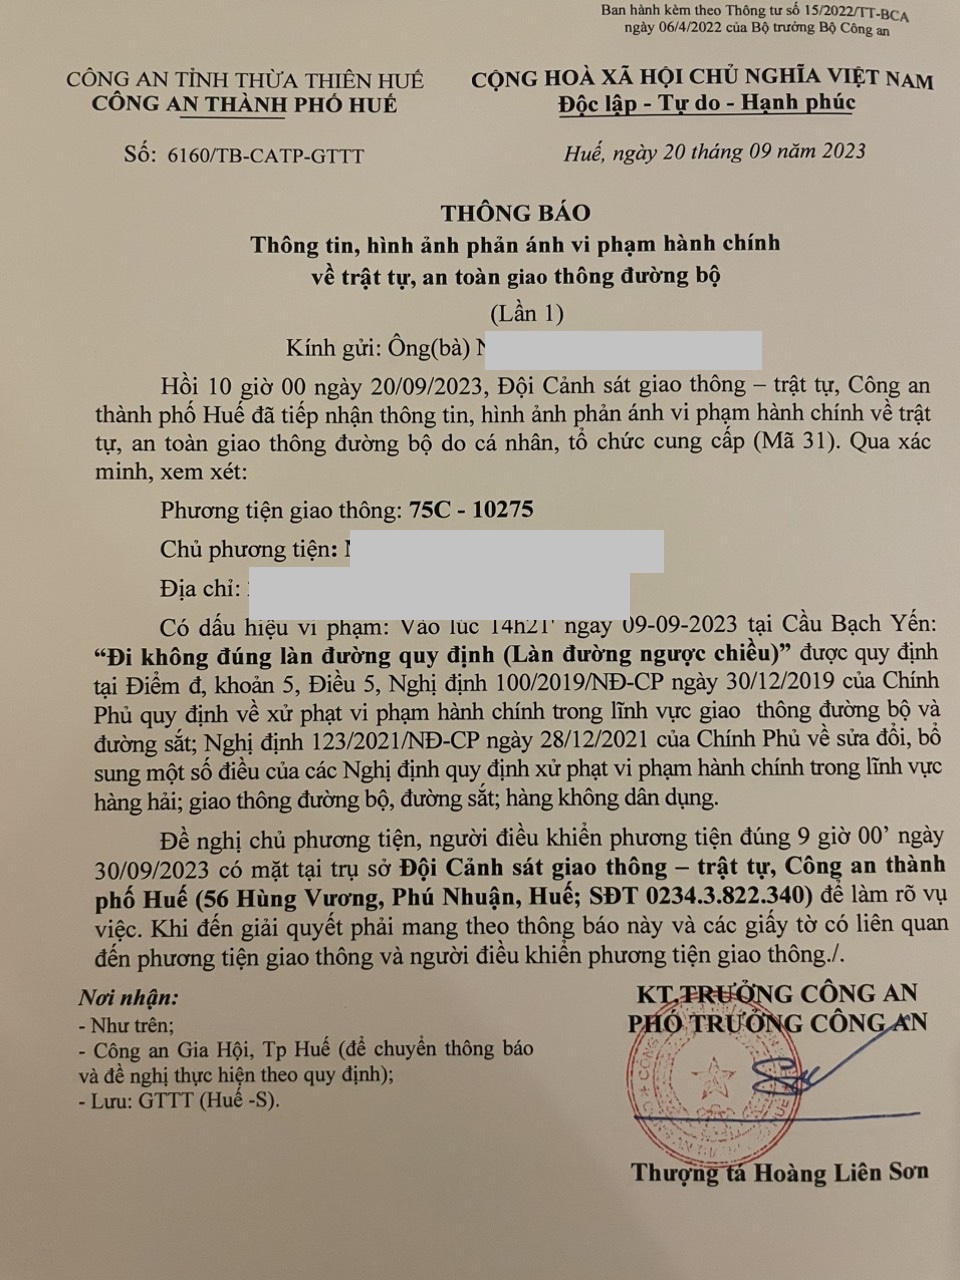 Ban hành kèm theo Thông tư số 15/2022/TT-BCA
ngày 06/4/2022 của Bộ trưởng Bộ Công an
CÔNG AN TỈNH THỪA THIÊN HUẾ
CÔNG AN THÀNH PHỐ HUẾ
CỘNG HOÀ XÃ HỘI CHỦ NGHĨA VIỆT NAM
Độc lập - Tự do - Hạnh phúc
Số: 6160/TB-CATP-GTTT
Huế, ngày 20 tháng 09 năm 2023
THÔNG BÁO
Thông tin, hình ảnh phản ánh vi phạm hành chính
về trật tự, an toàn giao thông đường bộ
(Lần 1)
Kính gửi: Ông(bà) N
Hồi 10 giờ 00 ngày 20/09/2023, Đội Cảnh sát giao thông – trật tự, Công an
thành phố Huế đã tiếp nhận thông tin, hình ảnh phản ánh vi phạm hành chính về trật
tự, an toàn giao thông đường bộ do cá nhân, tổ chức cung cấp (Mã 31). Qua xác
minh, xem xét:
Phương tiện giao thông: 75C - 10275
Chủ phương tiện:
Địa chỉ:
Có dấu hiệu vi phạm: Vào lúc 14h21' ngày 09-09-2023 tại Cầu Bạch Yến:
“Đi không đúng làn đường quy định (Làn đường ngược chiều)” được quy định
tại Điểm đ, khoản 5, Điều 5, Nghị định 100/2019/NĐ-CP ngày 30/12/2019 của Chính
Phủ quy định về xử phạt vi phạm hành chính trong lĩnh vực giao thông đường bộ và
đường sắt; Nghị định 123/2021/NĐ-CP ngày 28/12/2021 của Chính Phủ về sửa đổi, bổ
sung một số điều của các Nghị định quy định xử phạt vi phạm hành chính trong lĩnh vực
hàng hải; giao thông đường bộ, đường sắt; hàng không dân dụng.
Đề nghị chủ phương tiện, người điều khiển phương tiện đúng 9 giờ 00’ ngày
30/09/2023 có mặt tại trụ sở Đội Cảnh sát giao thông – trật tự, Công an thành
phố Huế (56 Hùng Vương, Phú Nhuận, Huế; SĐT 0234.3.822.340) để làm rõ vụ
việc. Khi đến giải quyết phải mang theo thông báo này và các giấy tờ có liên quan
đến phương tiện giao thông và người điều khiển phương tiện giao thông./.
Nơi nhận:
- Như trên;
- Công an Gia Hội, Tp Huế (để chuyển thông báo
và đề nghị thực hiện theo quy định);
- Lưu: GTTT (Huế -S).
KT.TRƯỞNG CÔNG AN
PHÓ TRƯỞNG CÔNG AN
Thượng tá Hoàng Liên Sơn